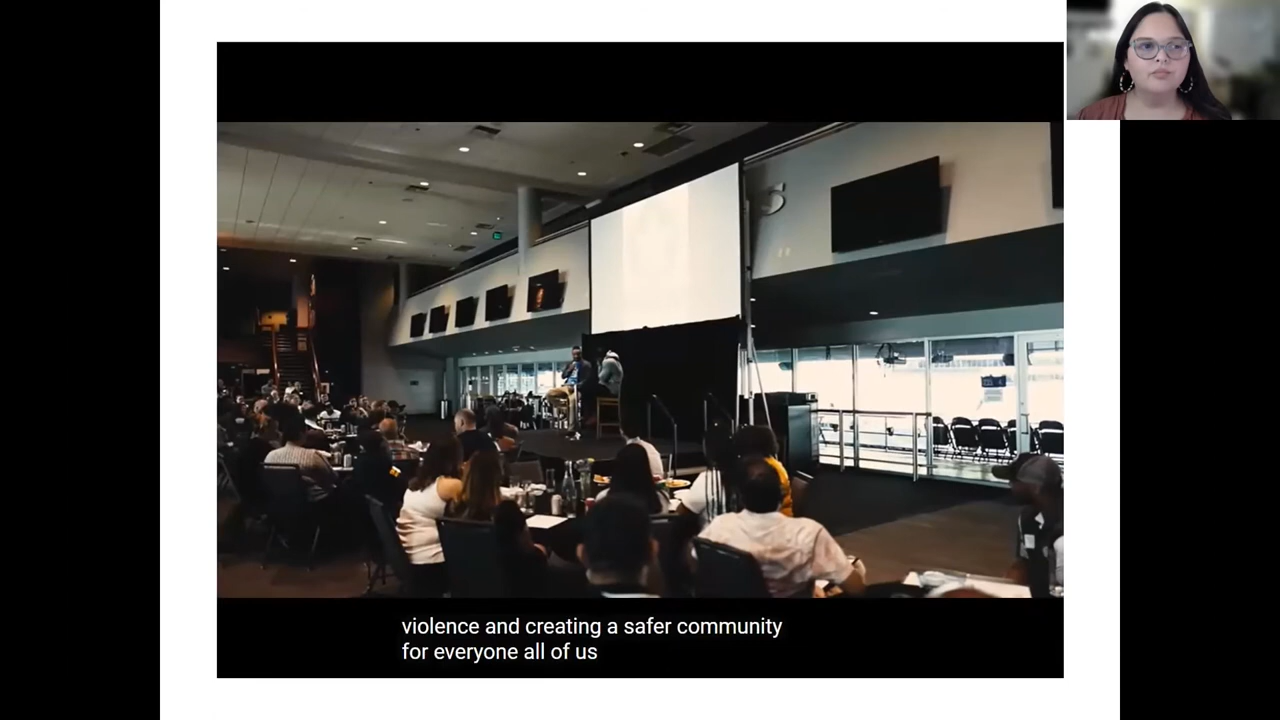 violence and creating a safer community
for everyone all of us